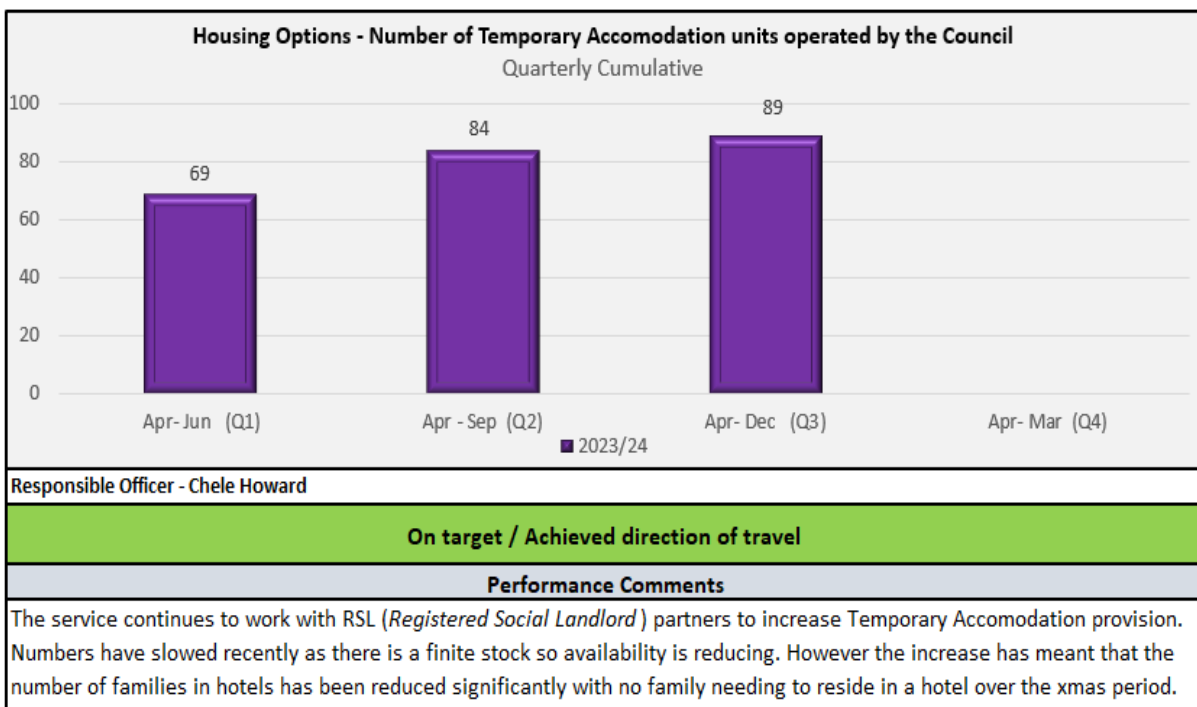 Housing Options - Number of Temporary Accomodation units operated by the Council
Quarterly Cumulative
100
80
60
40
20
0
69
84
89
Apr- Jun (Q1)
Apr - Sep (Q2)
Apr- Dec (Q3)
Apr- Mar (Q4)
2023/24
Responsible Officer - Chele Howard
On target / Achieved direction of travel
Performance Comments
The service continues to work with RSL (Registered Social Landlord ) partners to increase Temporary Accomodation provision.
Numbers have slowed recently as there is a finite stock so availability is reducing. However the increase has meant that the
number of families in hotels has been reduced significantly with no family needing to reside in a hotel over the xmas period.